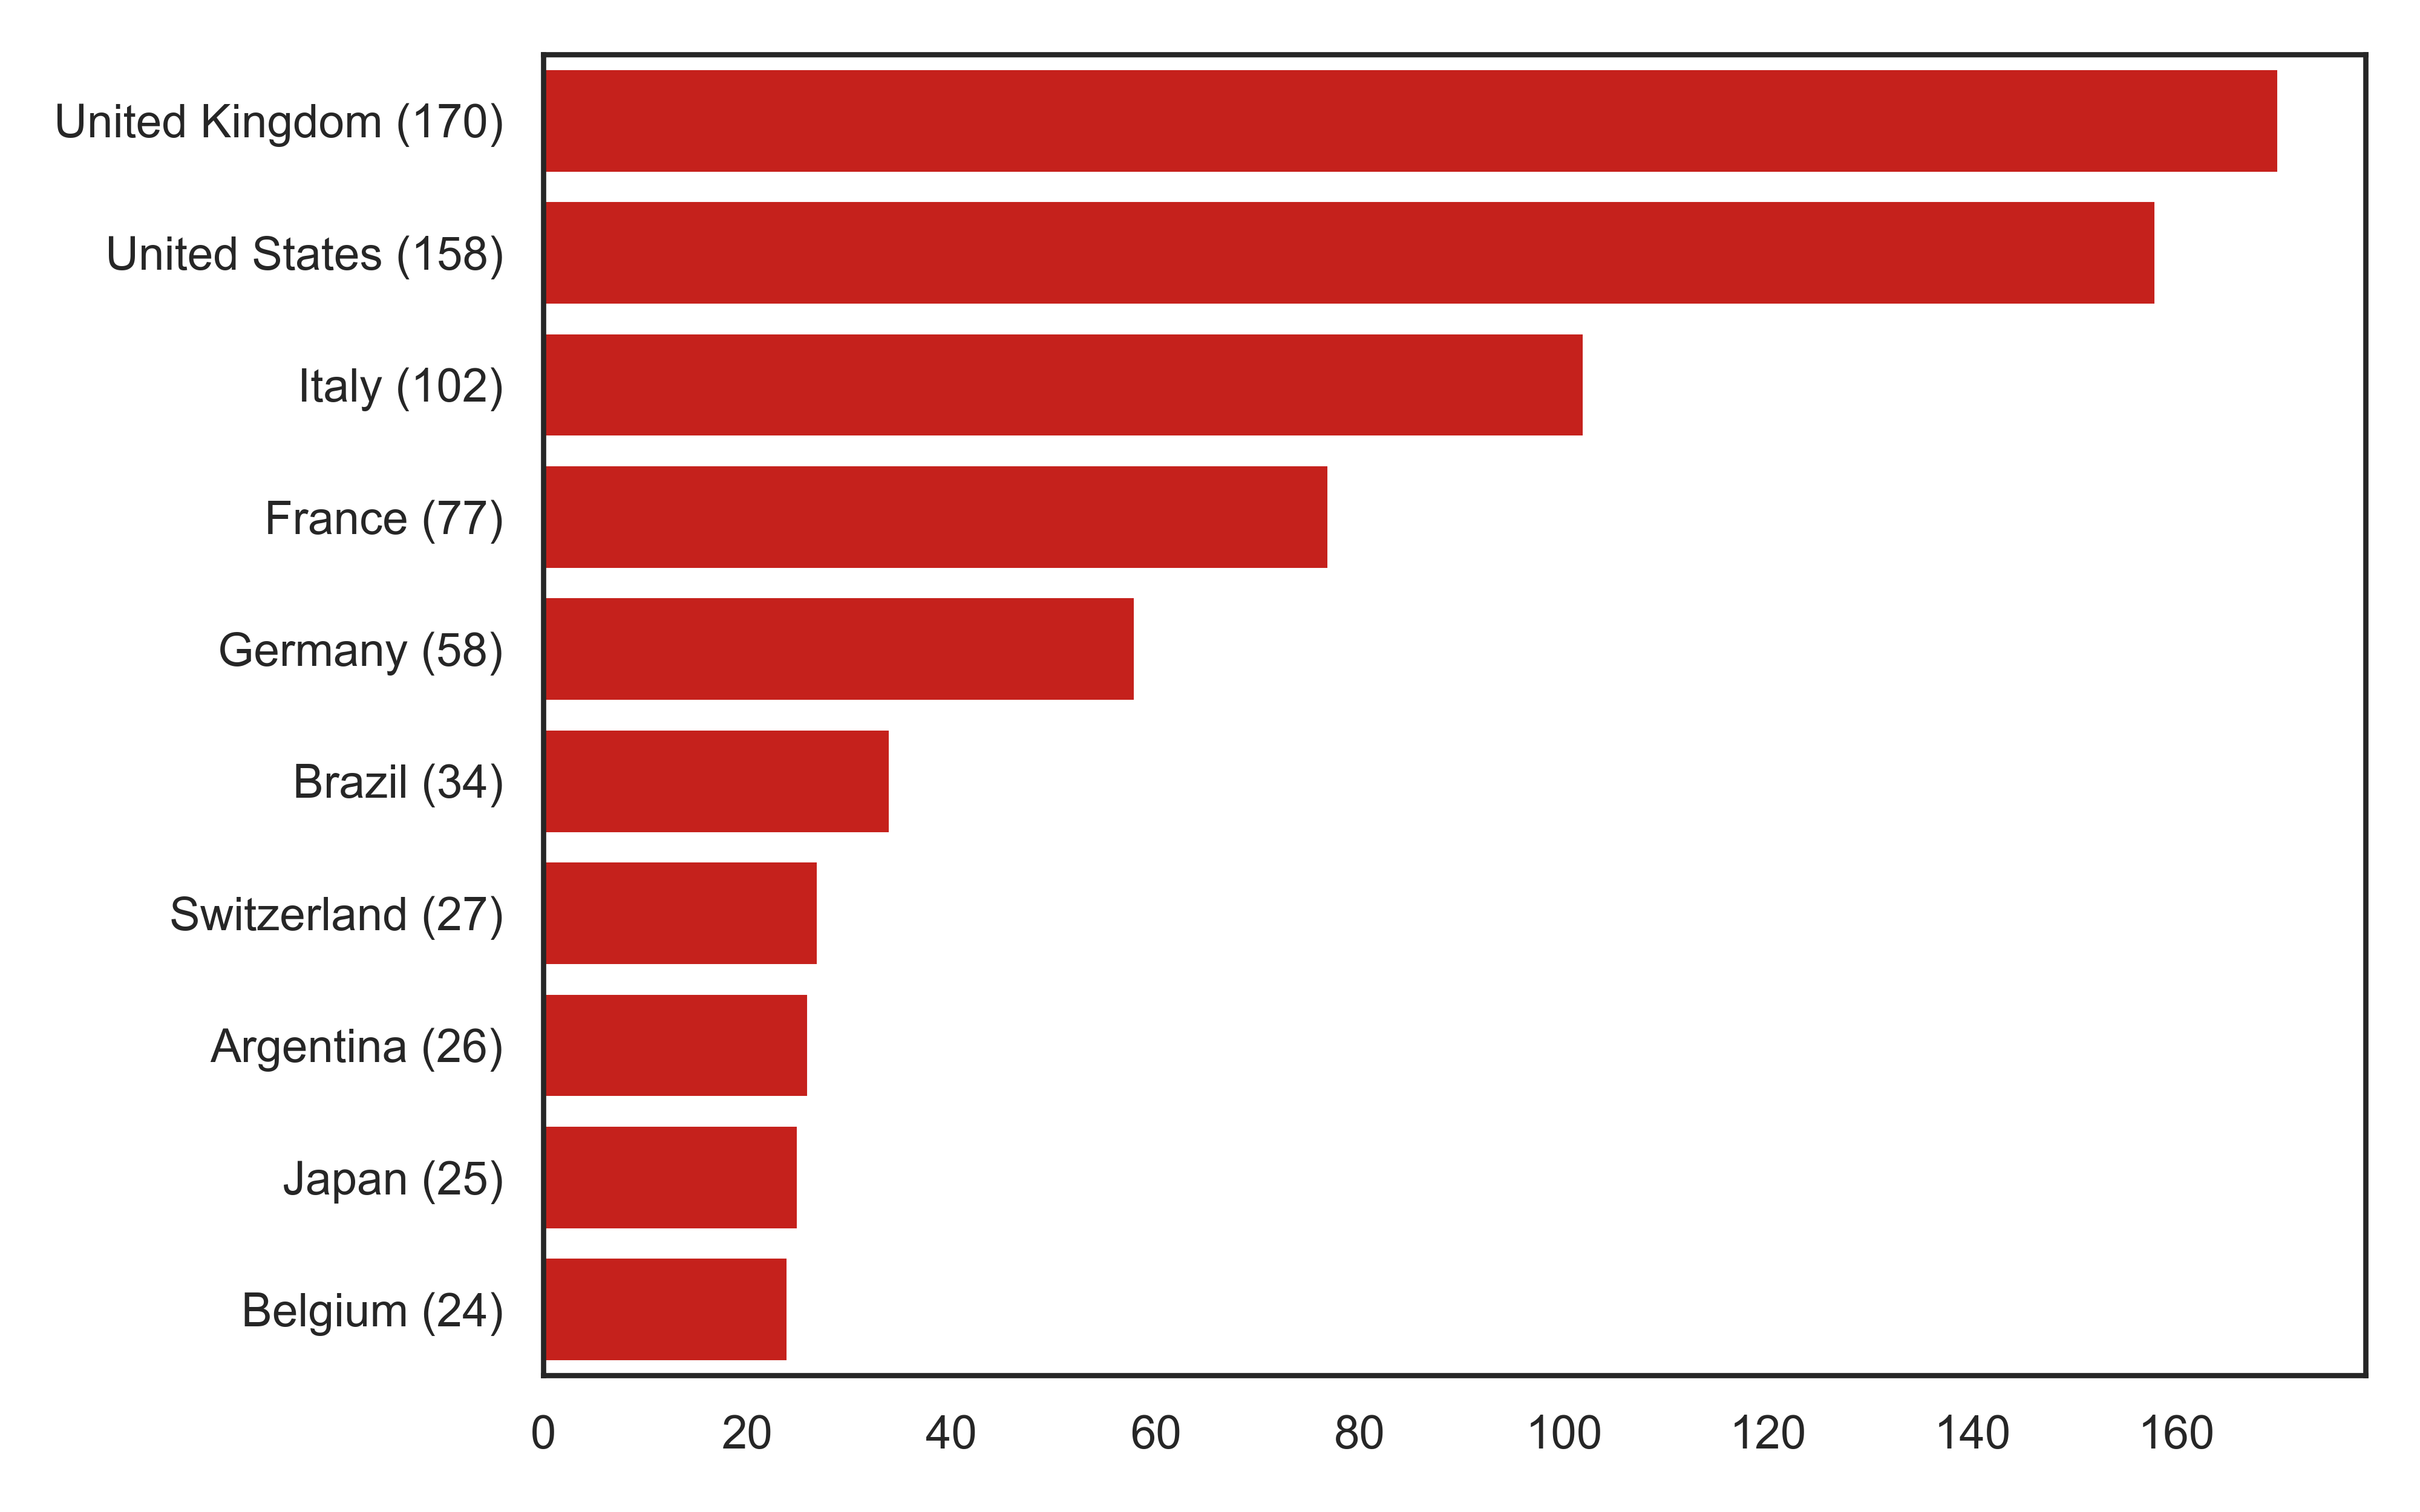 United Kingdom (170)
United States (158)
Italy (102)
France (77)
Germany (58)
Brazil (34)
Switzerland (27)
Argentina (26)
Japan (25)
Belgium (24)
0 20 40 60 80 100 120 140 160